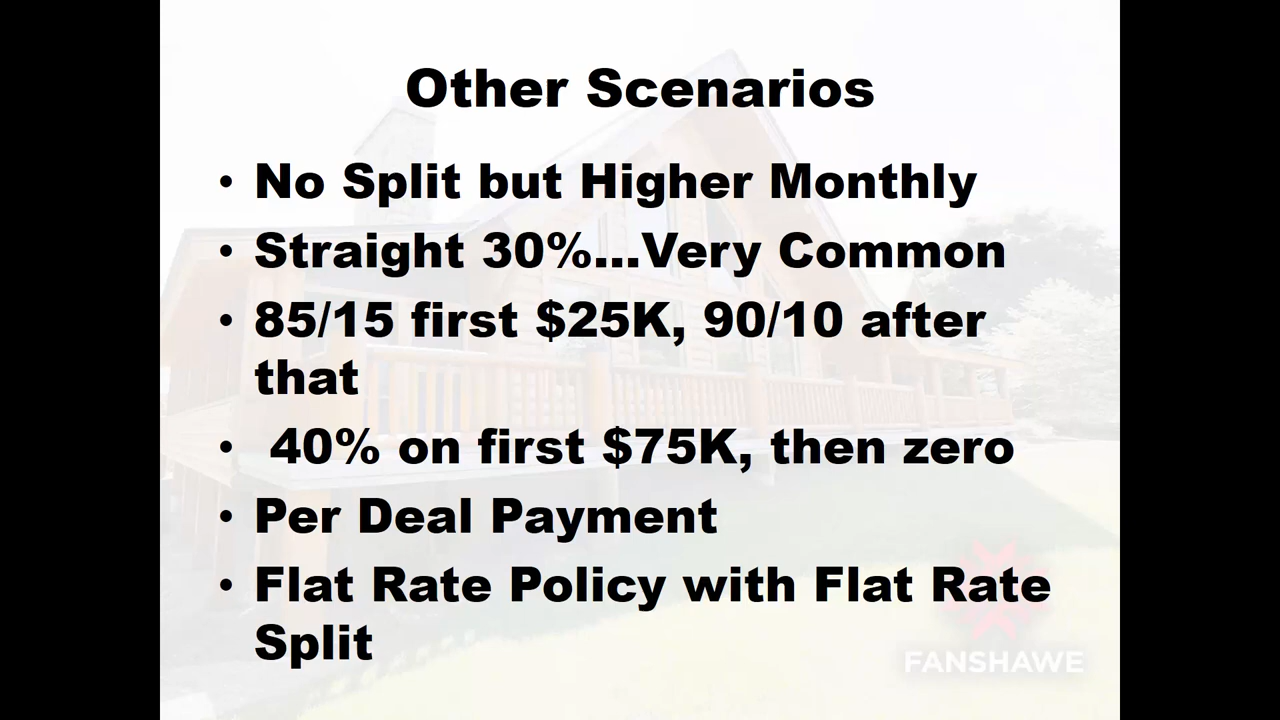 Other Scenarios
• No Split but Higher Monthly
• Straight 30%...Very Common
• 85/15 first $25K, 90/10 after
that
• 40% on first $75K, then zero
• Per Deal Payment
• Flat Rate Policy with Flat Rate
Split
FANSHAWE